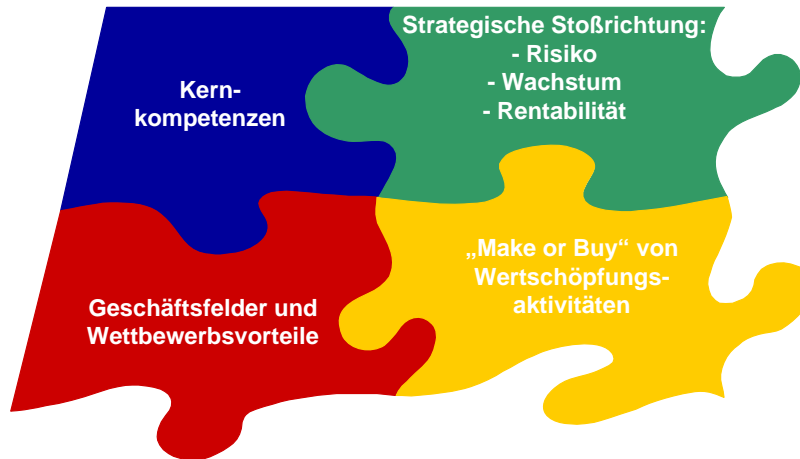 Kern-
kompetenzen
Strategische Stoßrichtung:
- Risiko
- Wachstum
- Rentabilität
Geschäftsfelder und
Wettbewerbsvorteile
„Make or Buy“ von
Wertschöpfungs-
aktivitäten